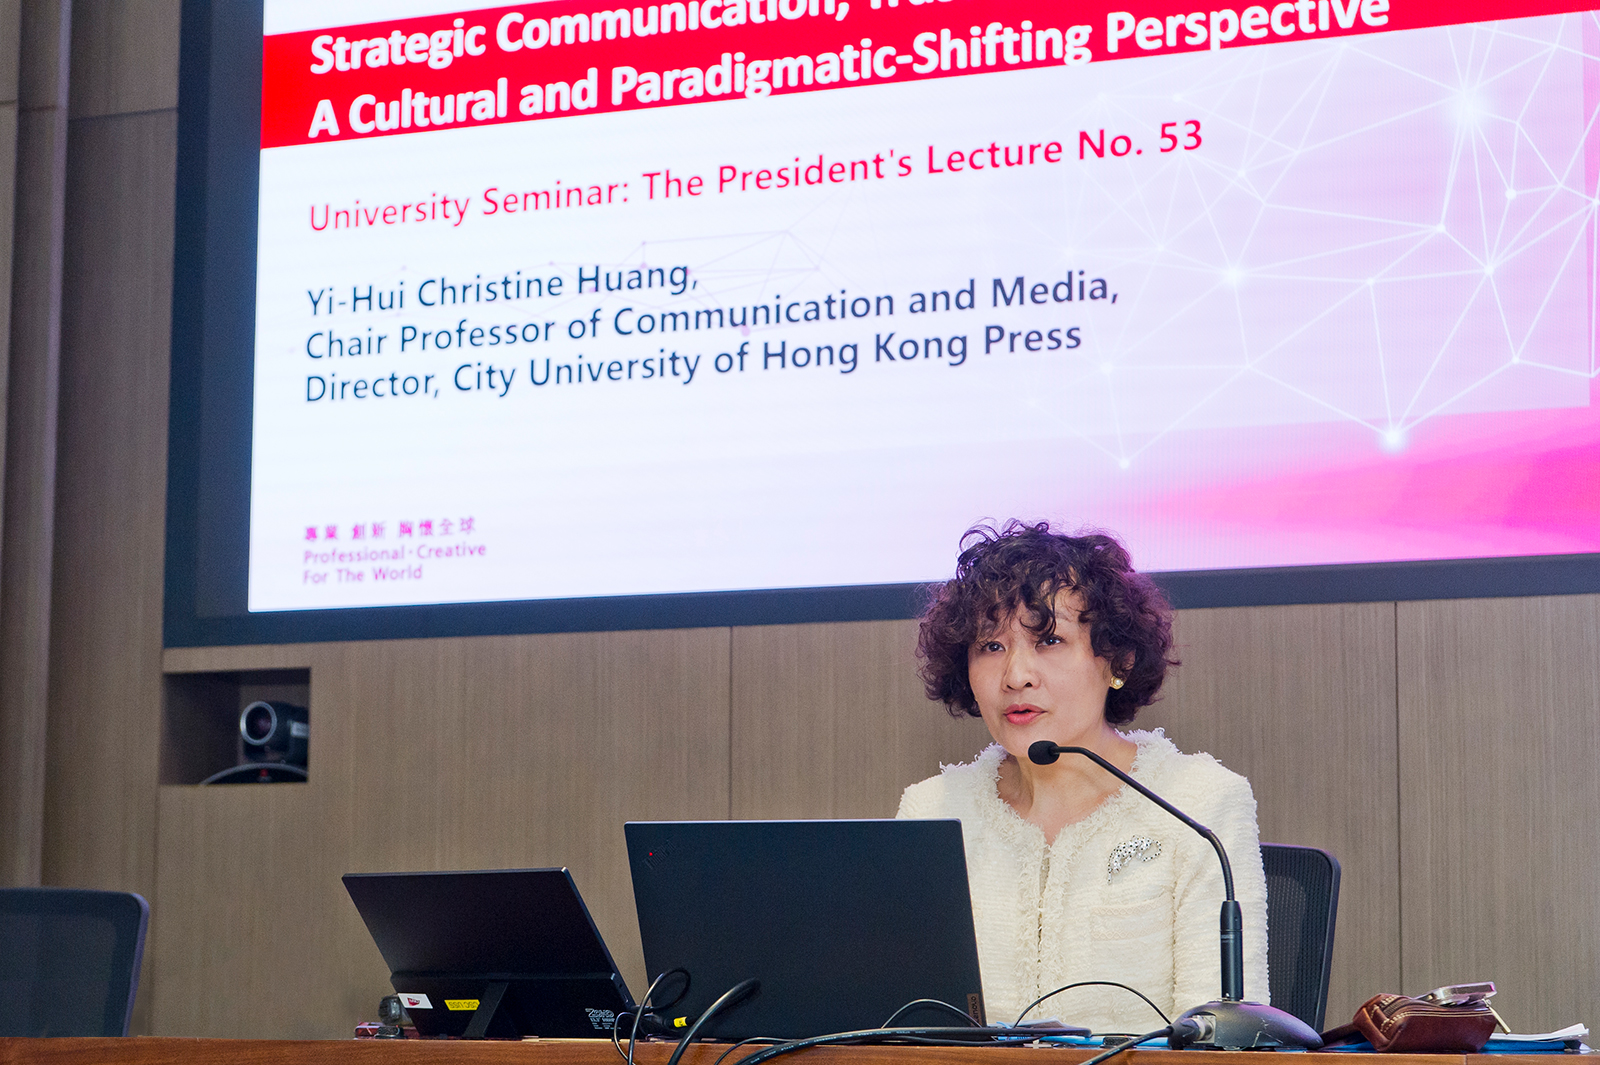 Strategic Communication,
A Cultural and Paradigmatic-Shifting Perspective
University Seminar: The President's Lecture No. 53
Yi-Hui Christine Huang,
Chair Professor of Communication and Media,
Director, City University of Hong Kong Press
專業 創新 胸懷全球
Professional·Creative
For The World